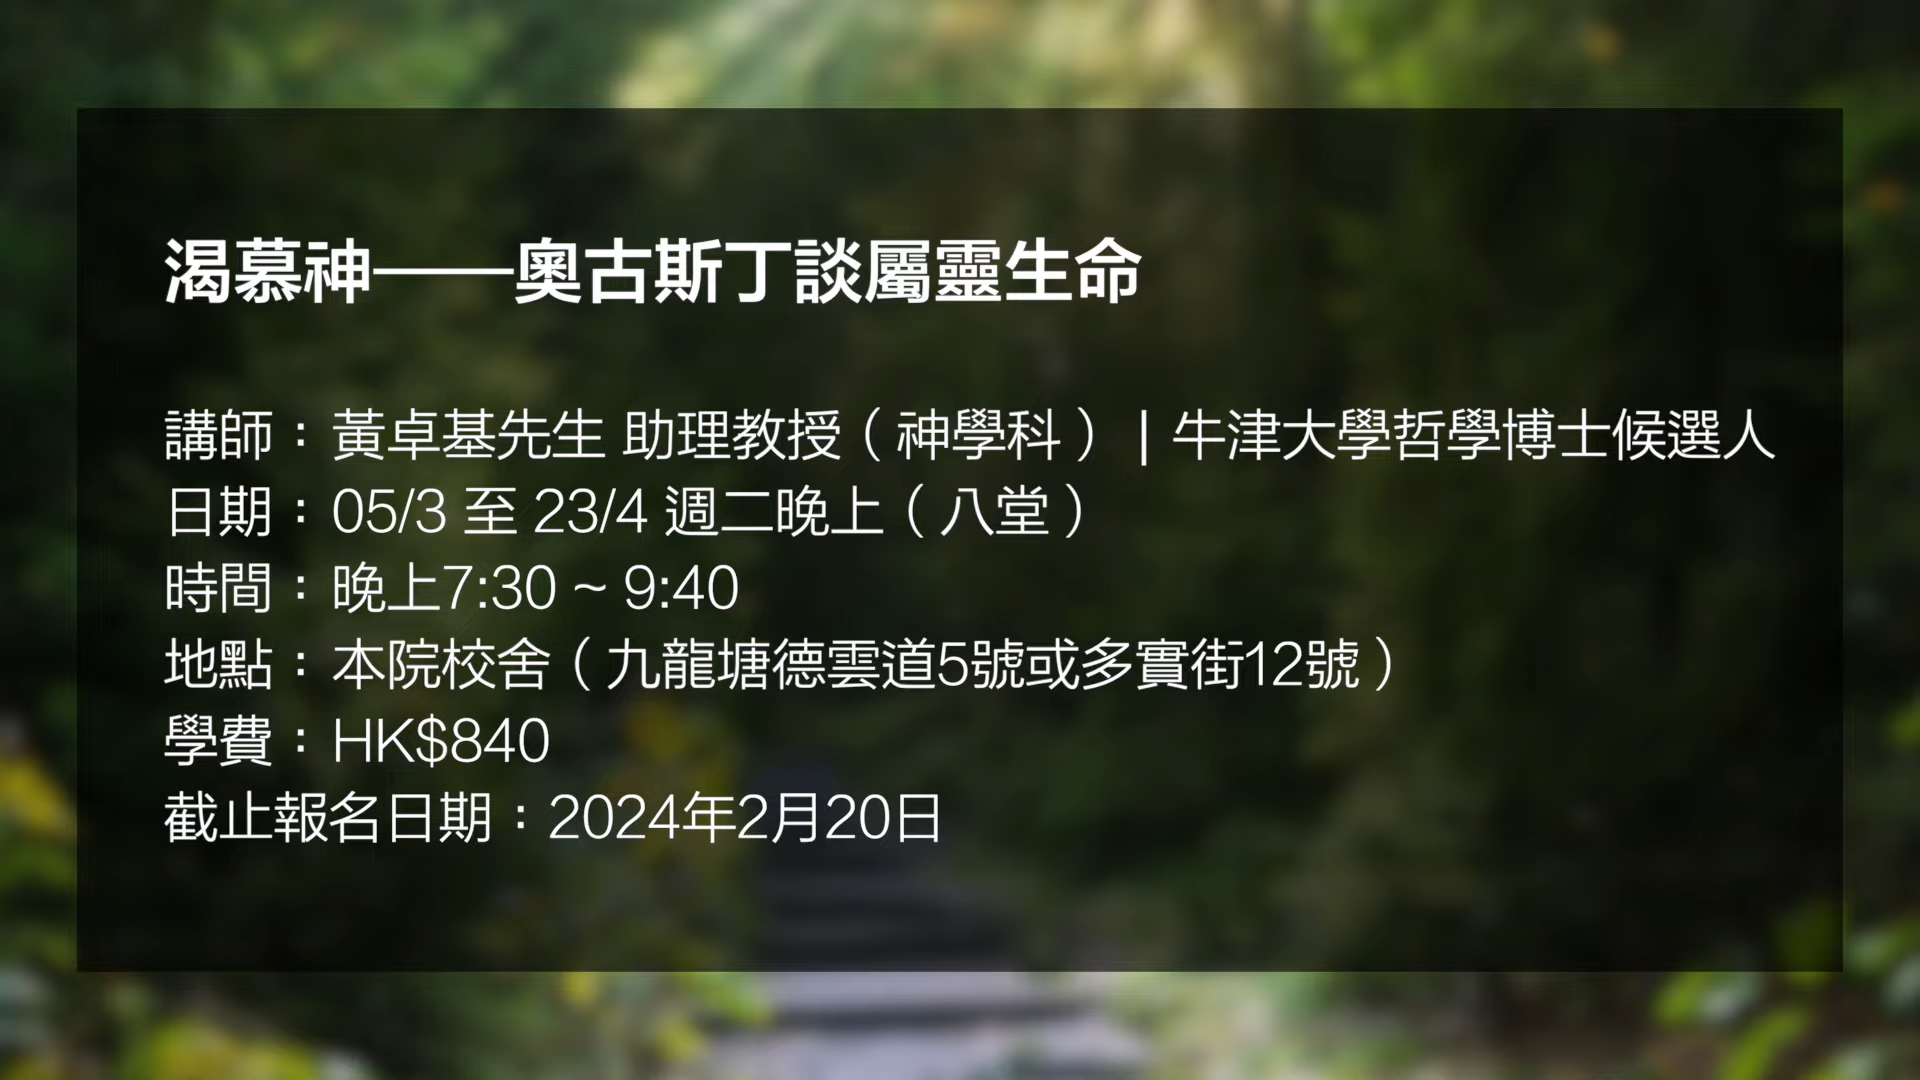 渴慕神——奧古斯丁談屬靈生命
講師：黃卓基先生 助理教授（神學科） | 牛津大學哲學博士候選人
日期：05/3 至 23/4 週二晚上（八堂）
時間：晚上7:30 ~ 9:40
地點：本院校舍（九龍塘德雲道5號或多實街12號）
學費：HK$840
截止報名日期：2024年2月20日